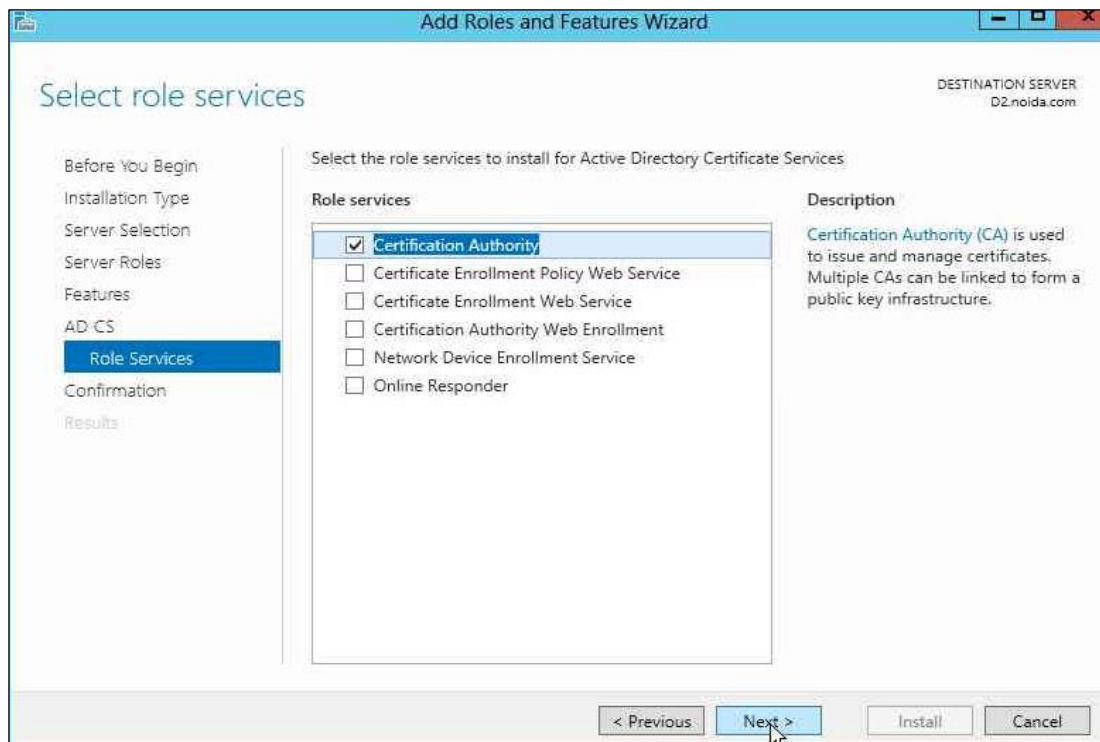 Add Roles and Features Wizard
Select role services
DESTINATION SERVER
D2.noida.com
Before You Begin
Installation Type
Server Selection
Server Roles
Features
AD CS
Role Services
Confirmation
Results
Select the role services to install for Active Directory Certificate Services
Role services
Certification Authority
Certificate Enrollment Policy Web Service
Certificate Enrollment Web Service
Certification Authority Web Enrollment
Network Device Enrollment Service
Online Responder
Description
Certification Authority (CA) is used
to issue and manage certificates.
Multiple CAs can be linked to form a
public key infrastructure.
< Previous
Next >
Install
Cancel